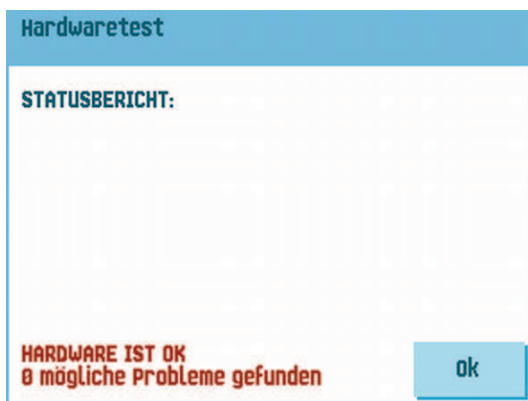 Hardwaretest
STATUSBERICHT:
HARDWARE IST OK
0 mögliche Probleme gefunden
Ok